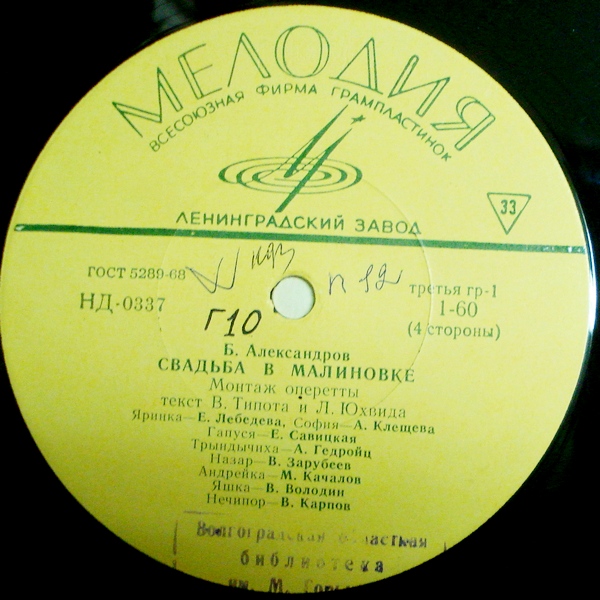 МЕЛОДИЯ
ВСЕСОЮЗНАЯ ФИРМА ГРАМПЛАСТИНОК
ЛЕНИНГРАДСКИЙ ЗАВОД
33
ГОСТ 5289-68
НД-0337
п 12
третья гр-1
1-60
(4 стороны)
Г10
Б. Александров
СВАДЬБА В МАЛИНОВКЕ
Монтаж оперетты
текст В. Типота и Л. Юхвида
Яринка—Е. Лебедева, София—А. Клещева
Гапуся—Е. Савицкая
Трындычиха—А. Гедройц
Назар—В. Зарубеев
Андрейка—М. Качалов
Яшка—В. Володин
Нечипор—В. Карпов
Волгоградская областная
библиотека
им. М.